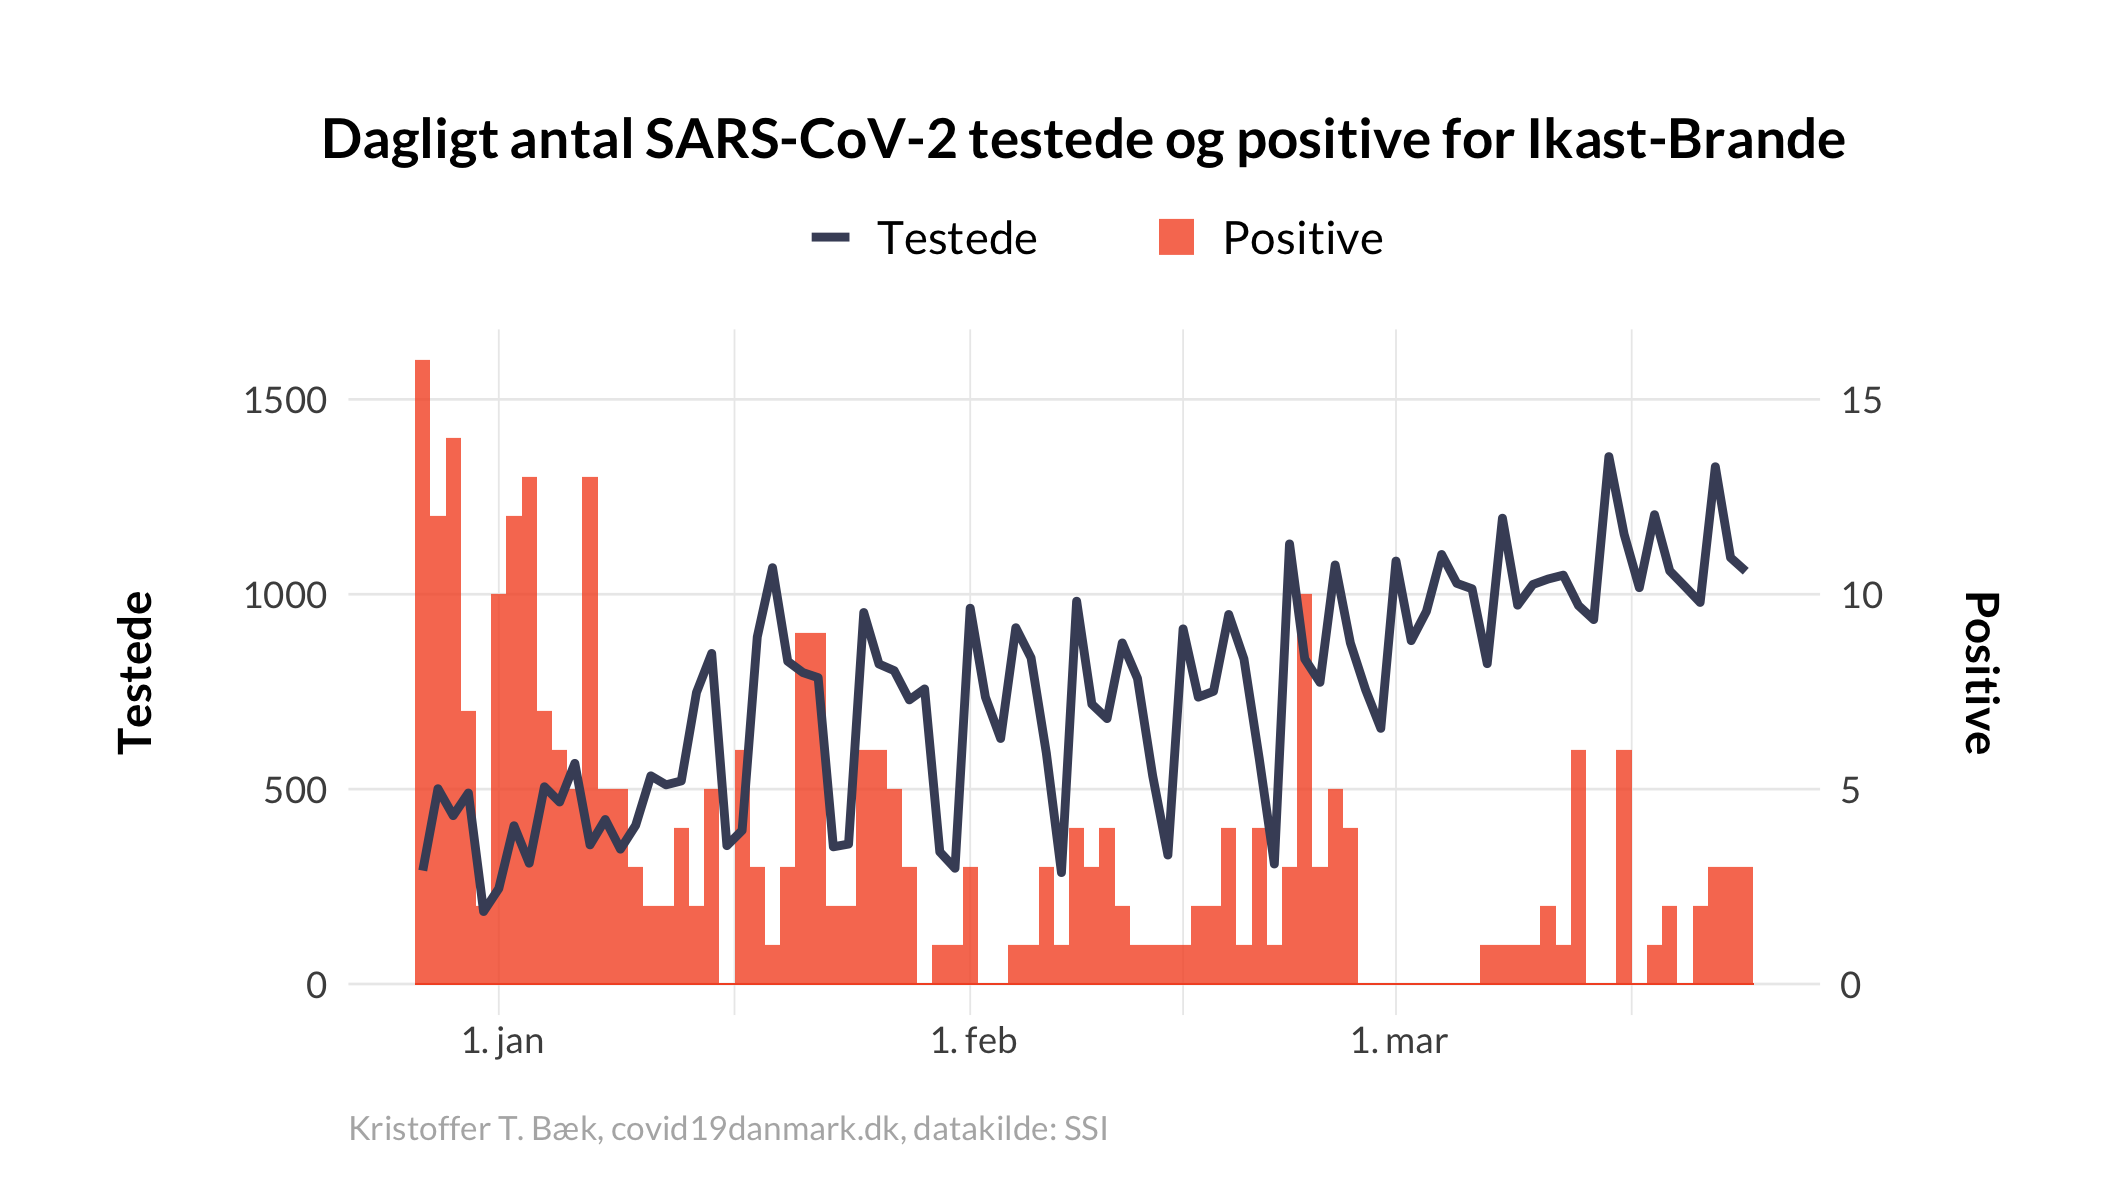 Dagligt antal SARS-CoV-2 testede og positive for Ikast-Brande
Testede
Positive
1500
1000
500
0
15
10
5
0
Testede
Positive
1. jan
1. feb
1. mar
Kristoffer T. Bæk, covid19danmark.dk, datakilde: SSI